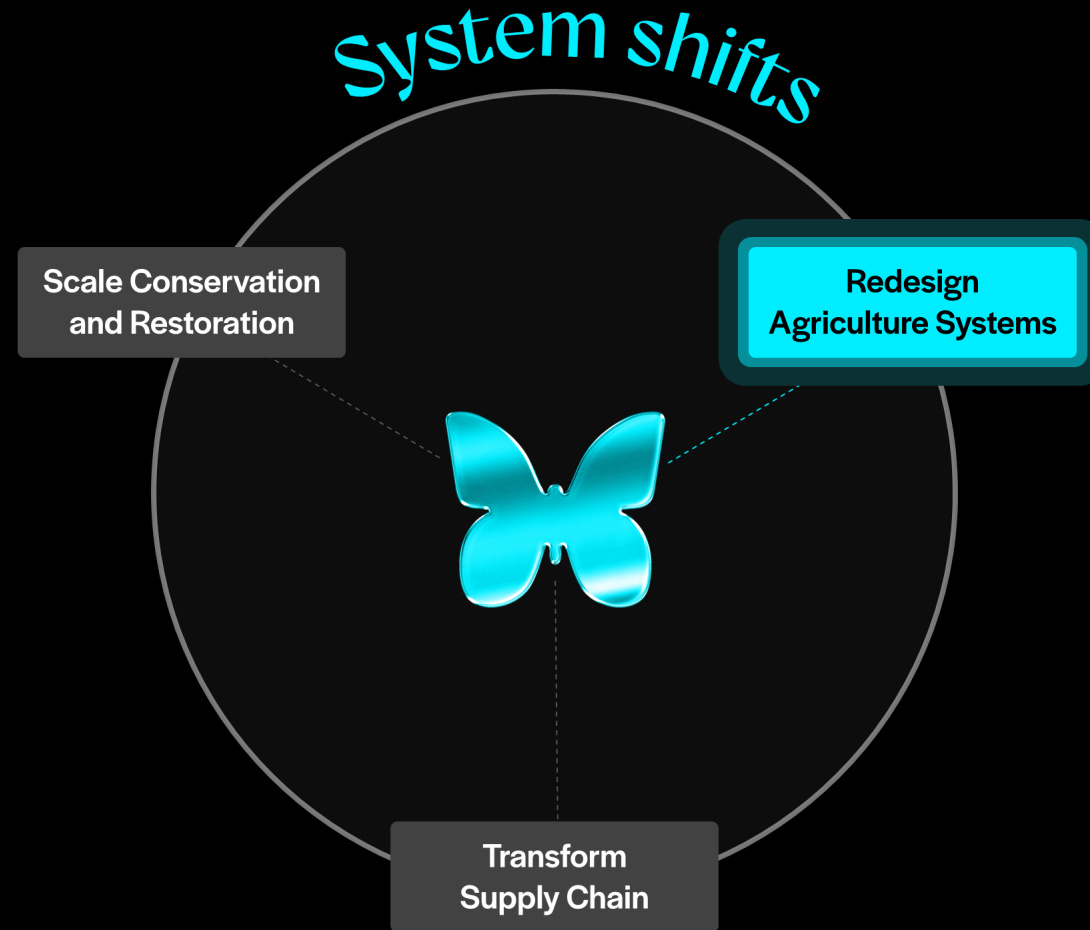 System shifts
Scale Conservation
and Restoration
Redesign
Agriculture Systems
Transform
Supply Chain